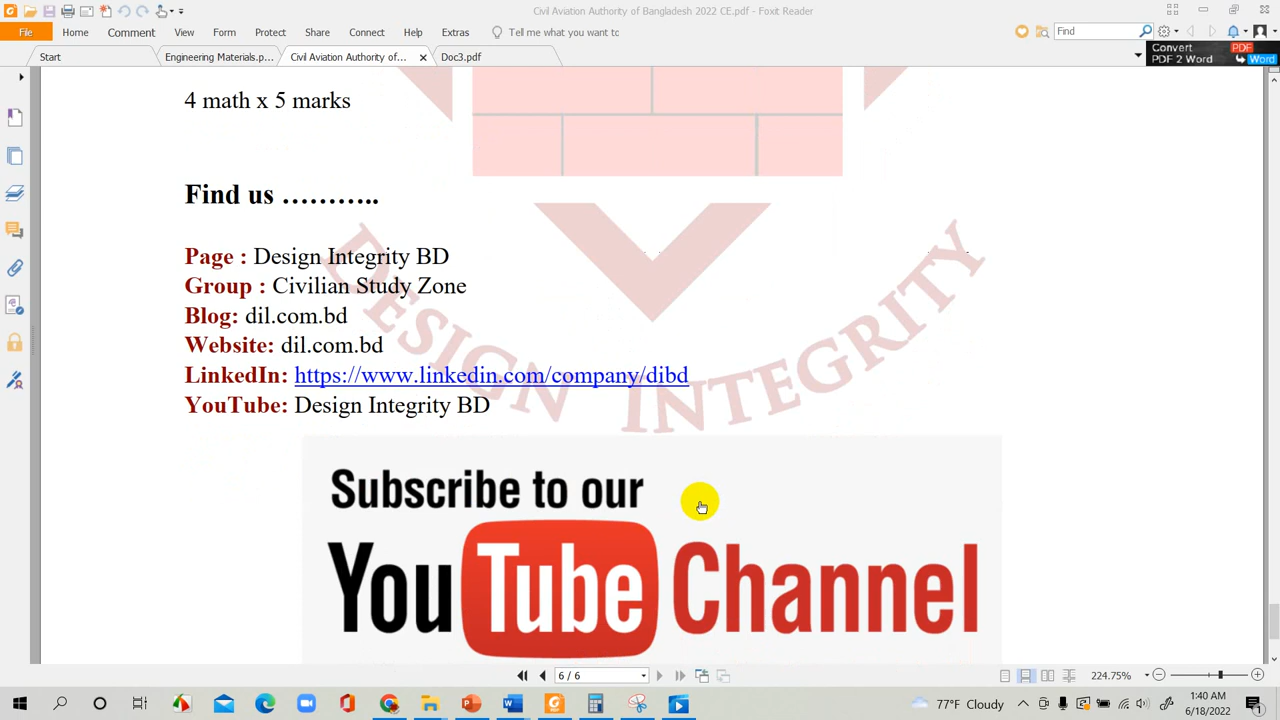 Civil Aviation Authority of Bangladesh 2022 CE.pdf - Foxit Reader
File Home Comment View Form Protect Share Connect Help Extras Tell me what you want to Find
Start Engineering Materials.p... Civil Aviation Authority of... Doc3.pdf
Convert PDF
PDF 2 Word Word
4 math x 5 marks
Find us ………..
Page : Design Integrity BD
Group : Civilian Study Zone
Blog: dil.com.bd
Website: dil.com.bd
LinkedIn: https://www.linkedin.com/company/dibd
YouTube: Design Integrity BD
DESIGN INTEGRITY
Subscribe to our
YouTube Channel
6 / 6 224.75%
77°F Cloudy
1:40 AM
6/18/2022